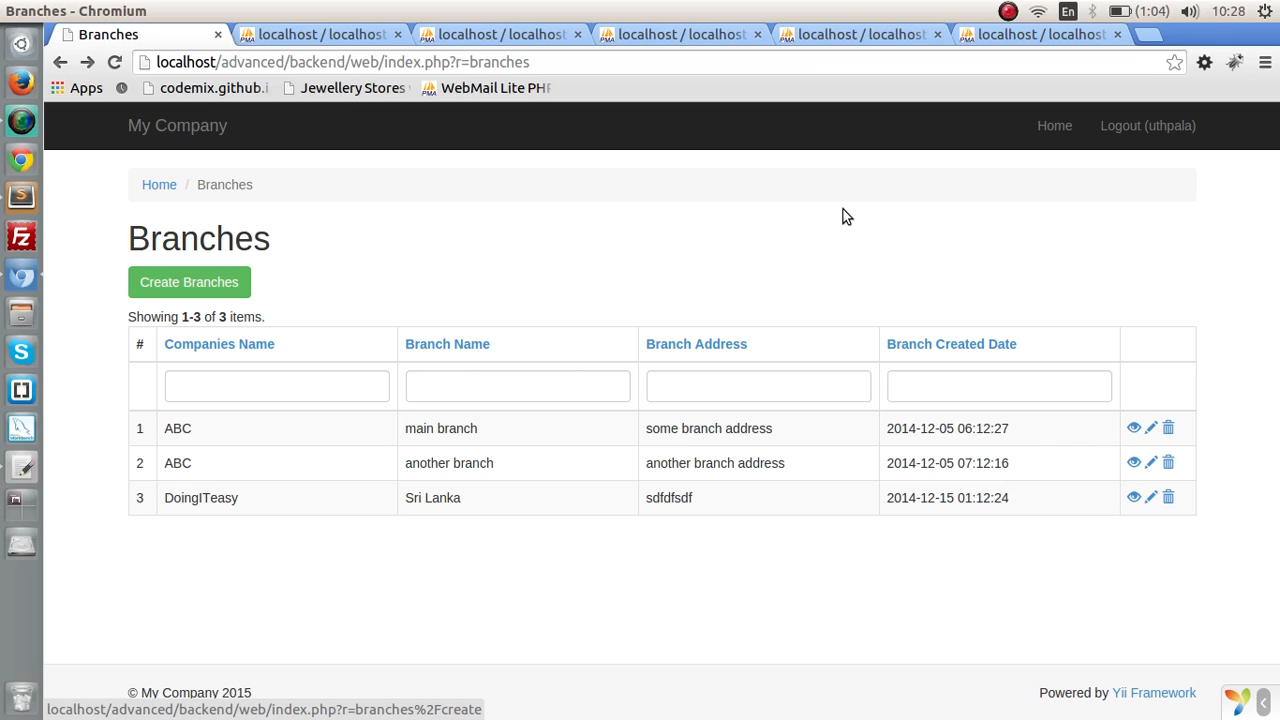 Branches - Chromium
En
(1:04)
10:28
Branches
localhost / localhost
localhost / localhost
localhost / localhost
localhost / localhost
localhost / localhost
localhost/advanced/backend/web/index.php?r=branches
Apps
codemix.github.i
Jewellery Stores
WebMail Lite PHP
My Company
Home
Logout (uthpala)
Home / Branches
Branches
Create Branches
Showing 1-3 of 3 items.
# Companies Name Branch Name Branch Address Branch Created Date
1 ABC main branch some branch address 2014-12-05 06:12:27
2 ABC another branch another branch address 2014-12-05 07:12:16
3 DoingITeasy Sri Lanka sdfdfsdf 2014-12-15 01:12:24
© My Company 2015
Powered by Yii Framework
localhost/advanced/backend/web/index.php?r=branches%2Fcreate